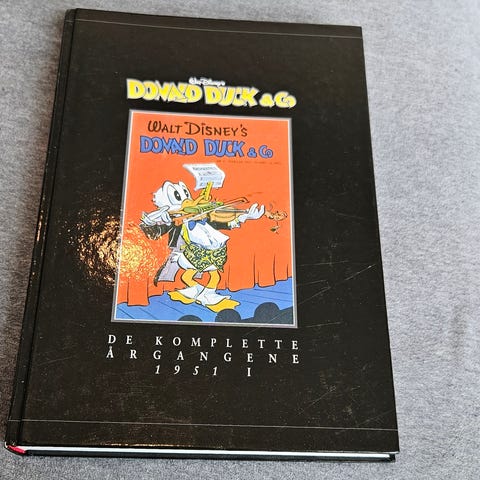 Walt Disney's
DONALD DUCK & Co
WALT DISNEY'S
DONALD DUCK & Co
DE KOMPLETTE
ÅRGANGENE
1951 I